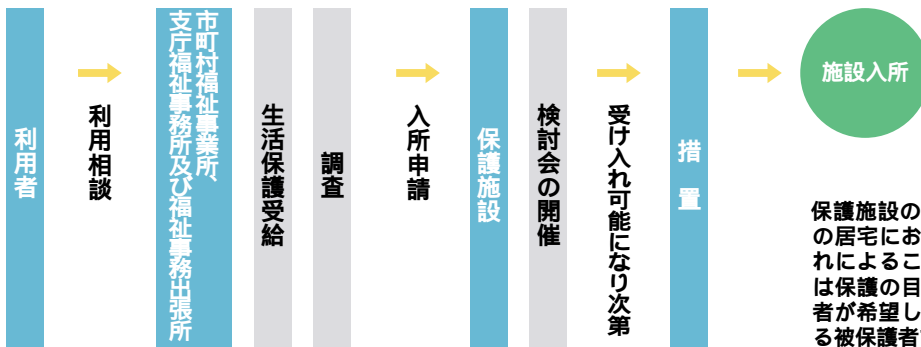 利用者
利用相談
市町村福祉事業所、
支庁福祉事務所及び福祉事務出張所
生活保護受給
調査
入所申請
保護施設
検討会の開催
受け入れ可能になり次第
措置
施設入所
保護施設の
の居宅にお
れによるこ
は保護の目
者が希望し
る被保護者